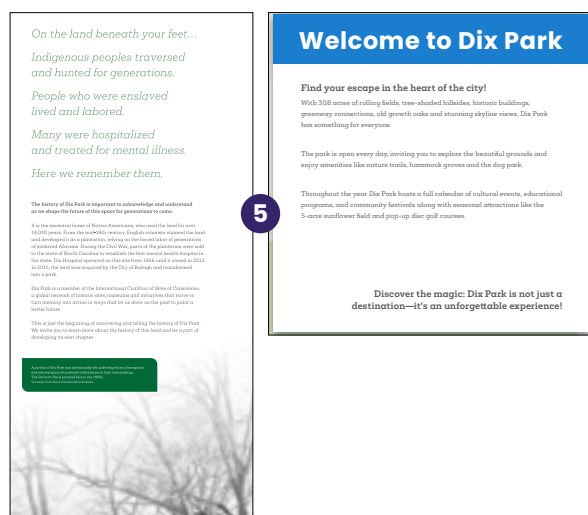 On the land beneath your feet…
Indigenous peoples traversed
and hunted for generations.
People who were enslaved
lived and labored.
Many were hospitalized
and treated for mental illness.
Here we remember them.
The history of Dix Park is important to acknowledge and understand
as we shape the future of this space for generations to come.
It is the ancestral home of Native Americans, who used the land for over
14,000 years. From the mid-18th century, English colonists claimed the land
and developed it as a plantation, relying on the forced labor of generations
of enslaved Africans. During the Civil War, parts of the plantation were sold
to the state of North Carolina to establish the first mental health hospital in
the state. Dix Hospital operated on this site from 1856 until it closed in 2012.
In 2015, the land was acquired by the City of Raleigh and transformed
into a park.
Dix Park is a member of the International Coalition of Sites of Conscience,
a global network of historic sites, museums and initiatives that strive to
turn memory into action in ways that let us draw on the past to paint a
better future.
This is just the beginning of uncovering and telling the history of Dix Park.
We invite you to learn more about the history of this land and be a part of
developing its next chapter.
5
Welcome to Dix Park
Find your escape in the heart of the city!
With 308 acres of rolling fields, tree-shaded hillsides, historic buildings,
greenway connections, old growth oaks and stunning skyline views, Dix Park
has something for everyone.
The park is open every day, inviting you to explore the beautiful grounds and
enjoy amenities like nature trails, hammock groves and the dog park.
Throughout the year Dix Park hosts a full calendar of cultural events, educational
programs, and community festivals along with seasonal attractions like the
5-acre sunflower field and pop-up disc golf courses.
Discover the magic: Dix Park is not just a
destination—it's an unforgettable experience!